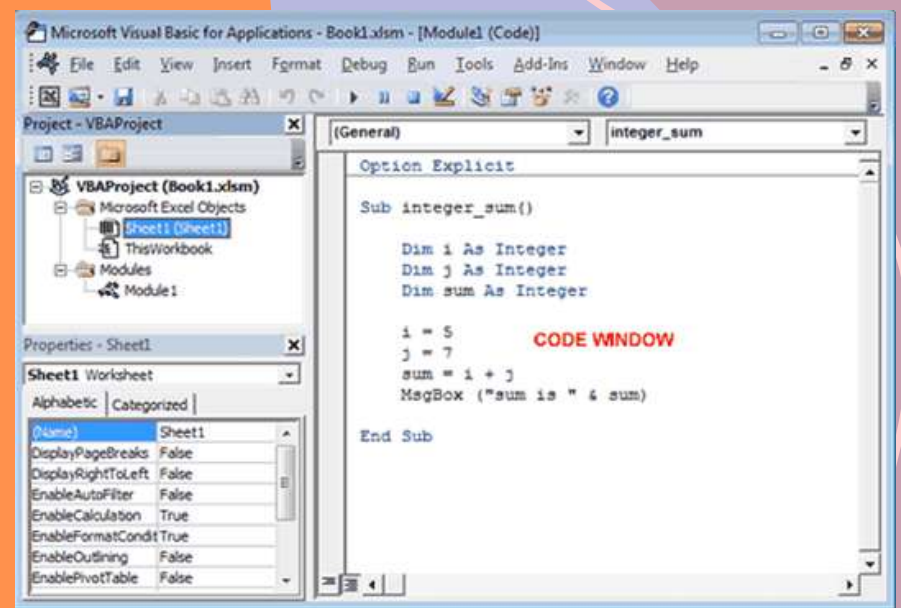 Microsoft Visual Basic for Applications - Book1.xlsm - [Module1 (Code)]
File Edit View Insert Format Debug Run Tools Add-Ins Window Help
Project - VBAProject
VBAProject (Book1.xlsm)
Microsoft Excel Objects
Sheet1 (Sheet1)
ThisWorkbook
Modules
Module1
Properties - Sheet1
Sheet1 Worksheet
Alphabetic Categorized
(Name) Sheet1
DisplayPageBreaks False
DisplayRightToLeft False
EnableAutoFilter False
EnableCalculation True
EnableFormatCondit True
EnableOutlining False
EnablePivotTable False
(General) integer_sum
Option Explicit
Sub integer_sum()
Dim i As Integer
Dim j As Integer
Dim sum As Integer
i = 5
CODE WINDOW
j = 7
sum = i + j
MsgBox ("sum is " & sum)
End Sub